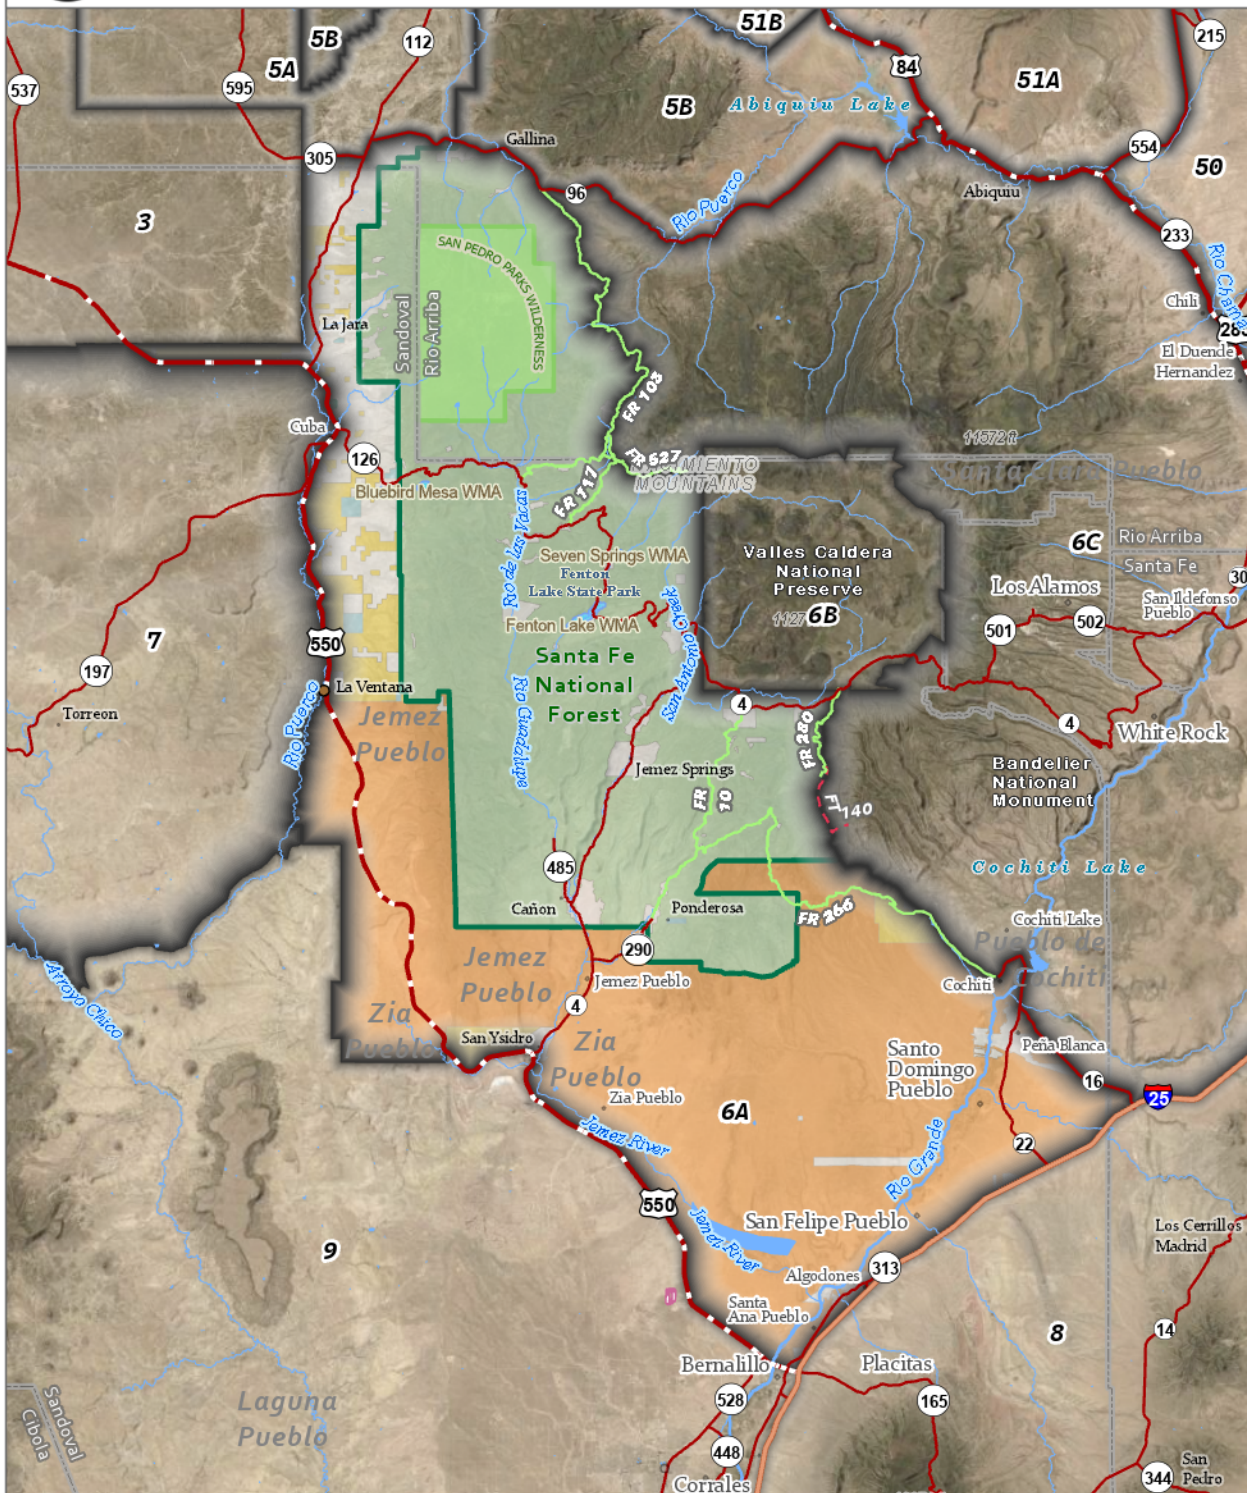 51B
5B
112
5A
84
215
537
595
51A
5B
Abiquiu Lake
Gallina
305
554
50
96
Abiquiu
Rio Puerco
3
233
SAN PEDRO PARKS WILDERNESS
Rio Chama
Chili
Sandoval
Rio Arriba
La Jara
El Duende
Hernandez
FR 103
Cuba
11572 ft
126
FR 527
MOUNTAINS
Bluebird Mesa WMA
FR 117
Rio de las Vacas
6C
Rio Arriba
Santa Fe
Seven Springs WMA
Fenton
Lake State Park
Valles Caldera
National
Preserve
6B
Los Alamos
San Ildefonso
Pueblo
30
501
502
Fenton Lake WMA
San Antonio Creek
7
550
Santa Fe
National
Forest
197
La Ventana
Rio Guadalupe
Torreon
Jemez
Pueblo
Rio Puerco
4
FR 280
4
White Rock
Jemez Springs
Bandelier
National
Monument
FR
10
FT 140
485
Cochiti Lake
Cañon
Ponderosa
FR 266
Cochiti Lake
290
Pueblo de
Cochiti
Jemez
Pueblo
Jemez Pueblo
Cochiti
Arroyo Chico
4
Zia
Pueblo
San Ysidro
Zia
Pueblo
Santo
Domingo
Pueblo
Peña Blanca
16
25
Zia Pueblo
6A
Jemez River
22
Rio Grande
550
Jemez River
San Felipe Pueblo
Los Cerrillos
Madrid
9
Algodones
313
Santa
Ana Pueblo
8
14
Bernalillo
Placitas
528
165
Laguna
Pueblo
Sandoval
Cibola
448
Corrales
344
San
Pedro